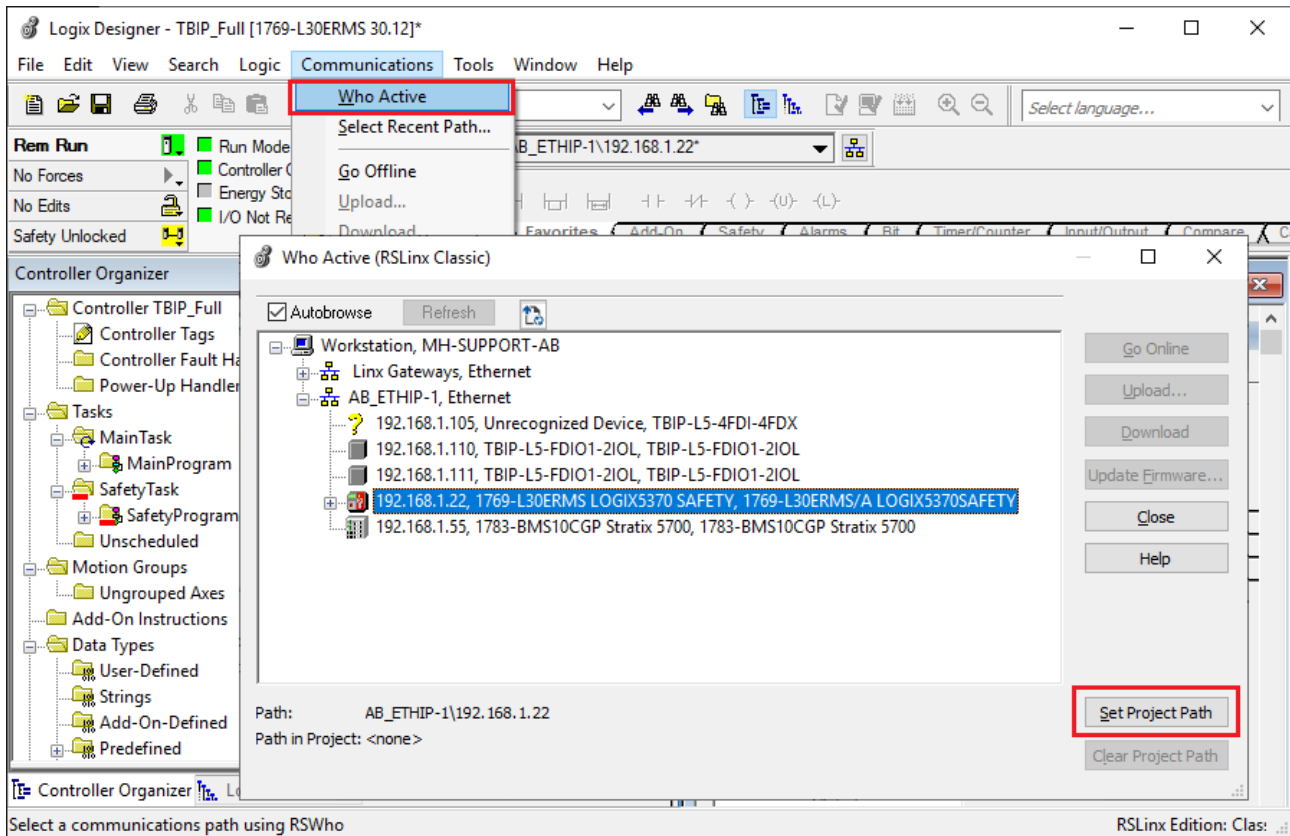 Logix Designer - TBIP_Full [1769-L30ERMS 30.12]*
File Edit View Search Logic Communications Tools Window Help
Who Active
Select Recent Path...
Go Offline
Upload...
Download...
Select language...
Rem Run
No Forces
No Edits
Safety Unlocked
Run Mode
Controller
Energy Sto
I/O Not Re
AB_ETHIP-1\192.168.1.22*
Favorites Add-On Safety Alarms Bit Timer/Counter Input/Output Compare C
Controller Organizer
Controller TBIP_Full
Controller Tags
Controller Fault Ha
Power-Up Handler
Tasks
MainTask
MainProgram
SafetyTask
SafetyProgram
Unscheduled
Motion Groups
Ungrouped Axes
Add-On Instructions
Data Types
User-Defined
Strings
Add-On-Defined
Predefined
Controller Organizer Lo
Who Active (RSLinx Classic)
Autobrowse Refresh
Workstation, MH-SUPPORT-AB
Linx Gateways, Ethernet
AB_ETHIP-1, Ethernet
192.168.1.105, Unrecognized Device, TBIP-L5-4FDI-4FDX
192.168.1.110, TBIP-L5-FDIO1-2IOL, TBIP-L5-FDIO1-2IOL
192.168.1.111, TBIP-L5-FDIO1-2IOL, TBIP-L5-FDIO1-2IOL
192.168.1.22, 1769-L30ERMS LOGIX5370 SAFETY, 1769-L30ERMS/A LOGIX5370SAFETY
192.168.1.55, 1783-BMS10CGP Stratix 5700, 1783-BMS10CGP Stratix 5700
Go Online
Upload...
Download
Update Firmware...
Close
Help
Set Project Path
Clear Project Path
Path: AB_ETHIP-1\192.168.1.22
Path in Project: <none>
Select a communications path using RSWho
RSLinx Edition: Clas